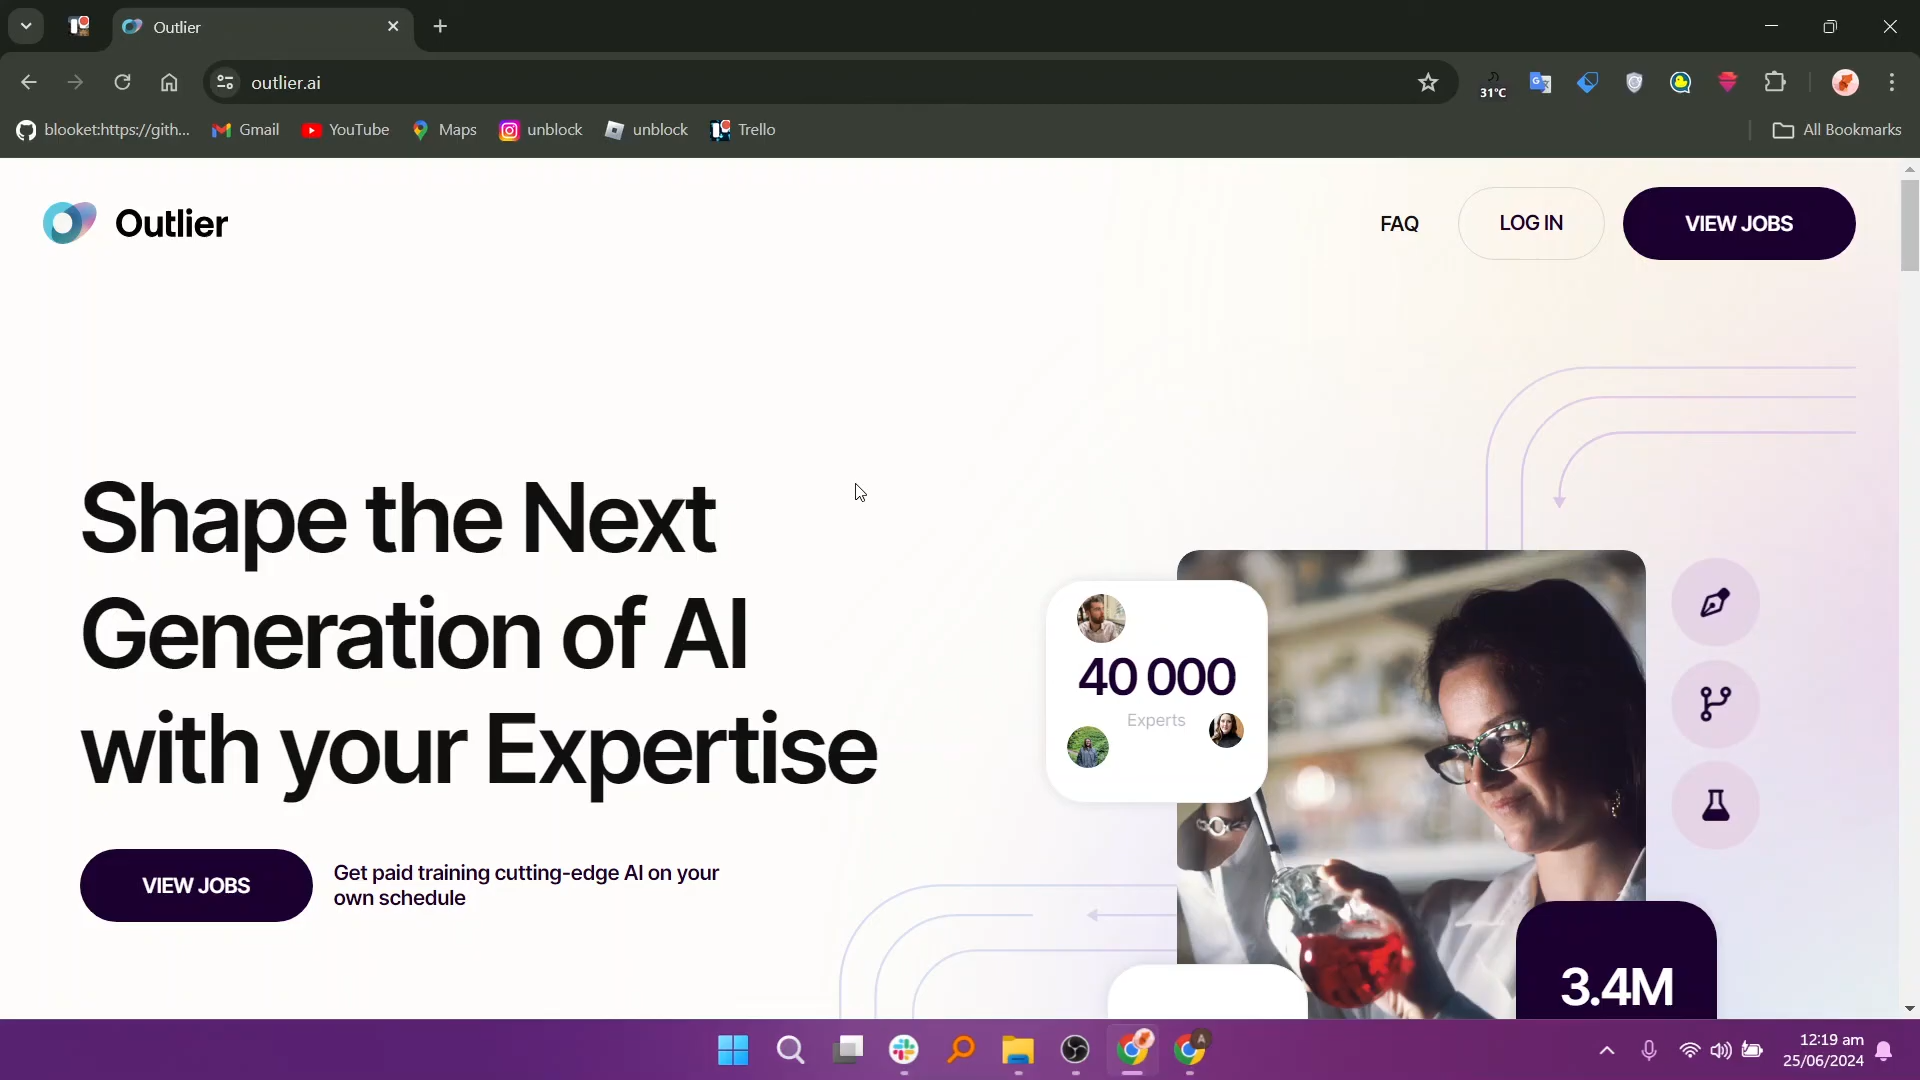 Outlier
outlier.ai
31°C
blooket:https://gith...
Gmail
YouTube
Maps
unblock
unblock
Trello
All Bookmarks
Outlier
FAQ
LOG IN
VIEW JOBS
Shape the Next
Generation of AI
with your Expertise
40 000
Experts
VIEW JOBS
Get paid training cutting-edge AI on your
own schedule
3.4M
A
12:19 am
25/06/2024